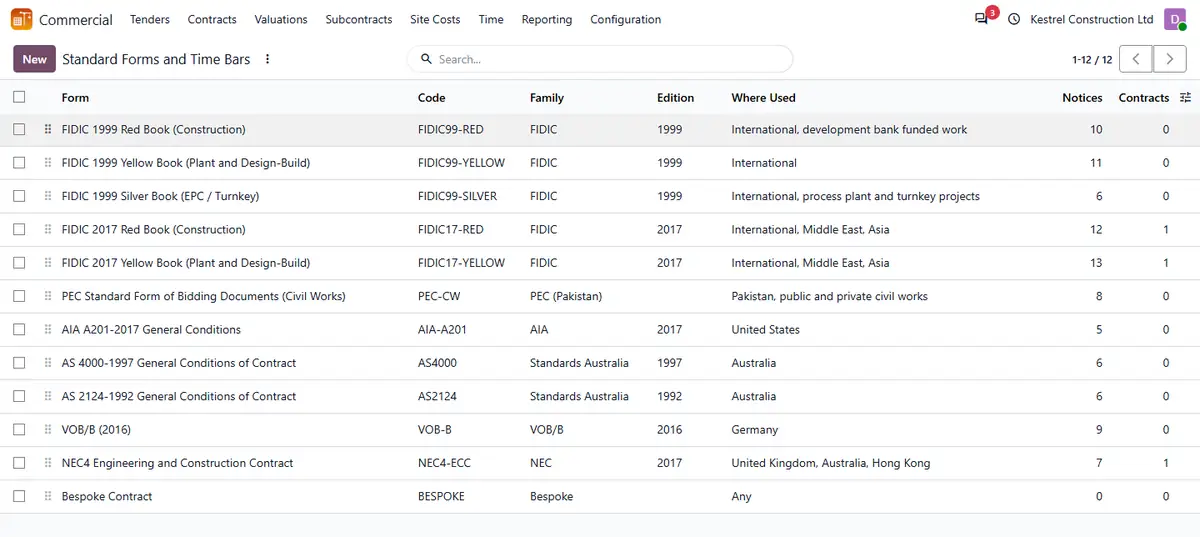 Commercial Tenders Contracts Valuations Subcontracts Site Costs Time Reporting Configuration 3 Kestrel Construction Ltd D
New Standard Forms and Time Bars Search... 1-12 / 12
Form Code Family Edition Where Used Notices Contracts
FIDIC 1999 Red Book (Construction) FIDIC99-RED FIDIC 1999 International, development bank funded work 10 0
FIDIC 1999 Yellow Book (Plant and Design-Build) FIDIC99-YELLOW FIDIC 1999 International 11 0
FIDIC 1999 Silver Book (EPC / Turnkey) FIDIC99-SILVER FIDIC 1999 International, process plant and turnkey projects 6 0
FIDIC 2017 Red Book (Construction) FIDIC17-RED FIDIC 2017 International, Middle East, Asia 12 1
FIDIC 2017 Yellow Book (Plant and Design-Build) FIDIC17-YELLOW FIDIC 2017 International, Middle East, Asia 13 1
PEC Standard Form of Bidding Documents (Civil Works) PEC-CW PEC (Pakistan) Pakistan, public and private civil works 8 0
AIA A201-2017 General Conditions AIA-A201 AIA 2017 United States 5 0
AS 4000-1997 General Conditions of Contract AS4000 Standards Australia 1997 Australia 6 0
AS 2124-1992 General Conditions of Contract AS2124 Standards Australia 1992 Australia 6 0
VOB/B (2016) VOB-B VOB/B 2016 Germany 9 0
NEC4 Engineering and Construction Contract NEC4-ECC NEC 2017 United Kingdom, Australia, Hong Kong 7 1
Bespoke Contract BESPOKE Bespoke Any 0 0